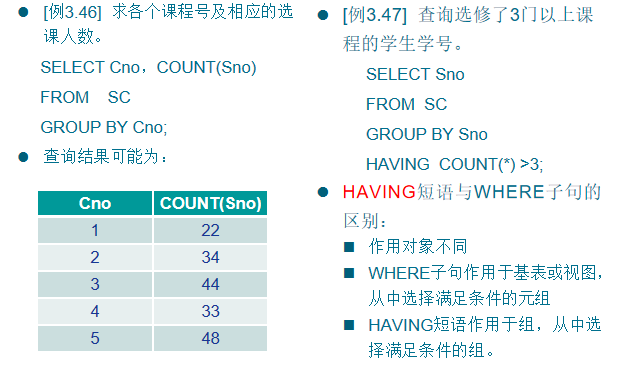 [例3.46] 求各个课程号及相应的选
课人数。
SELECT Cno，COUNT(Sno)
FROM SC
GROUP BY Cno;
查询结果可能为：
Cno COUNT(Sno)
1 22
2 34
3 44
4 33
5 48
[例3.47] 查询选修了3门以上课
程的学生学号。
SELECT Sno
FROM SC
GROUP BY Sno
HAVING COUNT(*) >3;
HAVING短语与WHERE子句的
区别：
作用对象不同
WHERE子句作用于基表或视图，
从中选择满足条件的元组
HAVING短语作用于组，从中选
择满足条件的组。